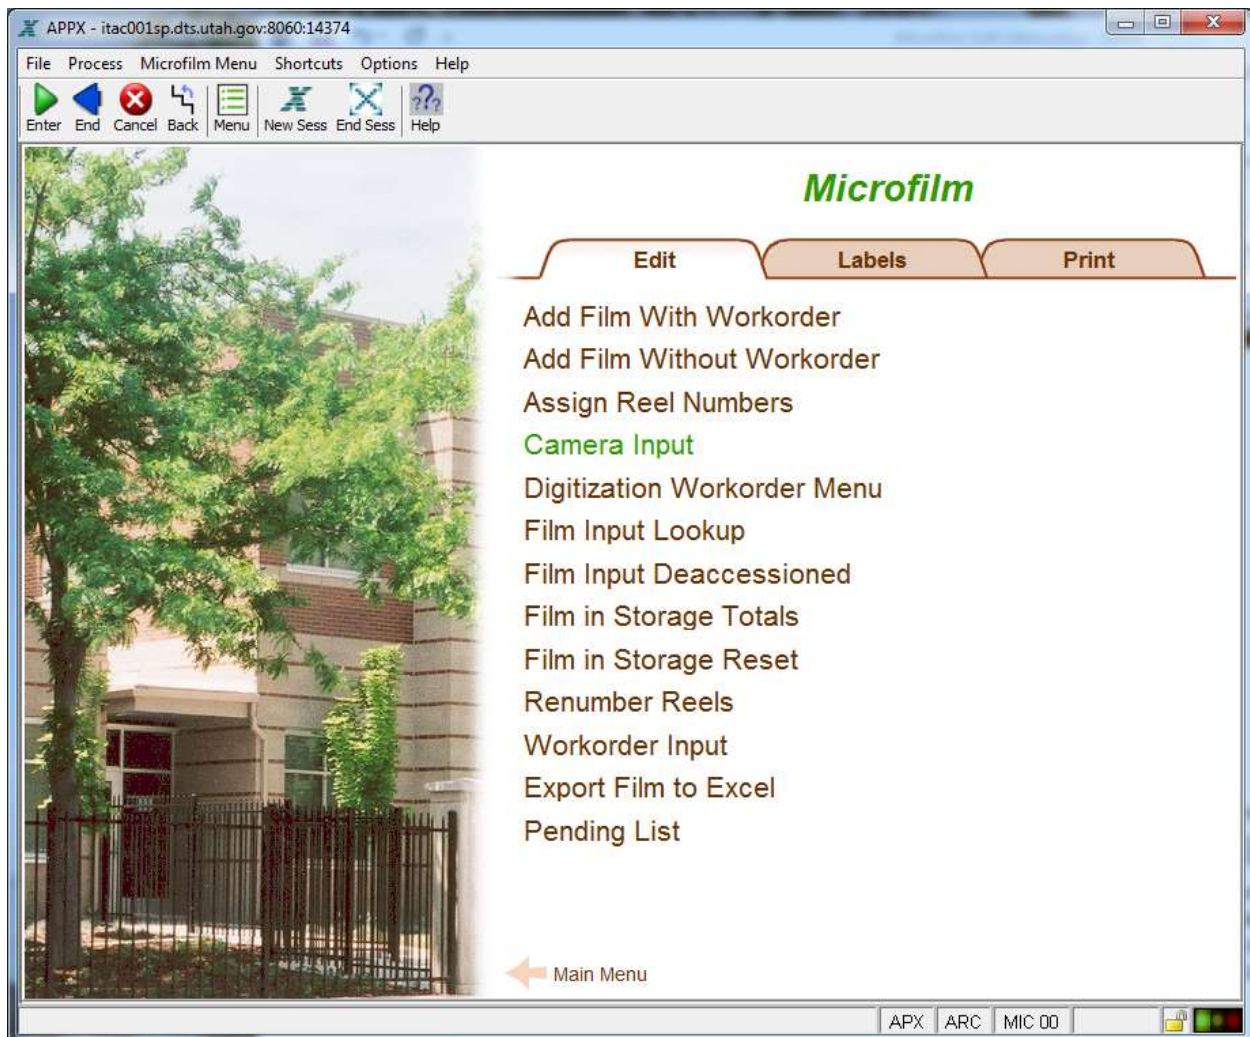 APPX - itac001sp.dts.utah.gov:8060:14374
File Process Microfilm Menu Shortcuts Options Help
Enter End Cancel Back Menu New Sess End Sess Help
Microfilm
Edit Labels Print
Add Film With Workorder
Add Film Without Workorder
Assign Reel Numbers
Camera Input
Digitization Workorder Menu
Film Input Lookup
Film Input Deaccessioned
Film in Storage Totals
Film in Storage Reset
Renumber Reels
Workorder Input
Export Film to Excel
Pending List
Main Menu
APX ARC MIC 00